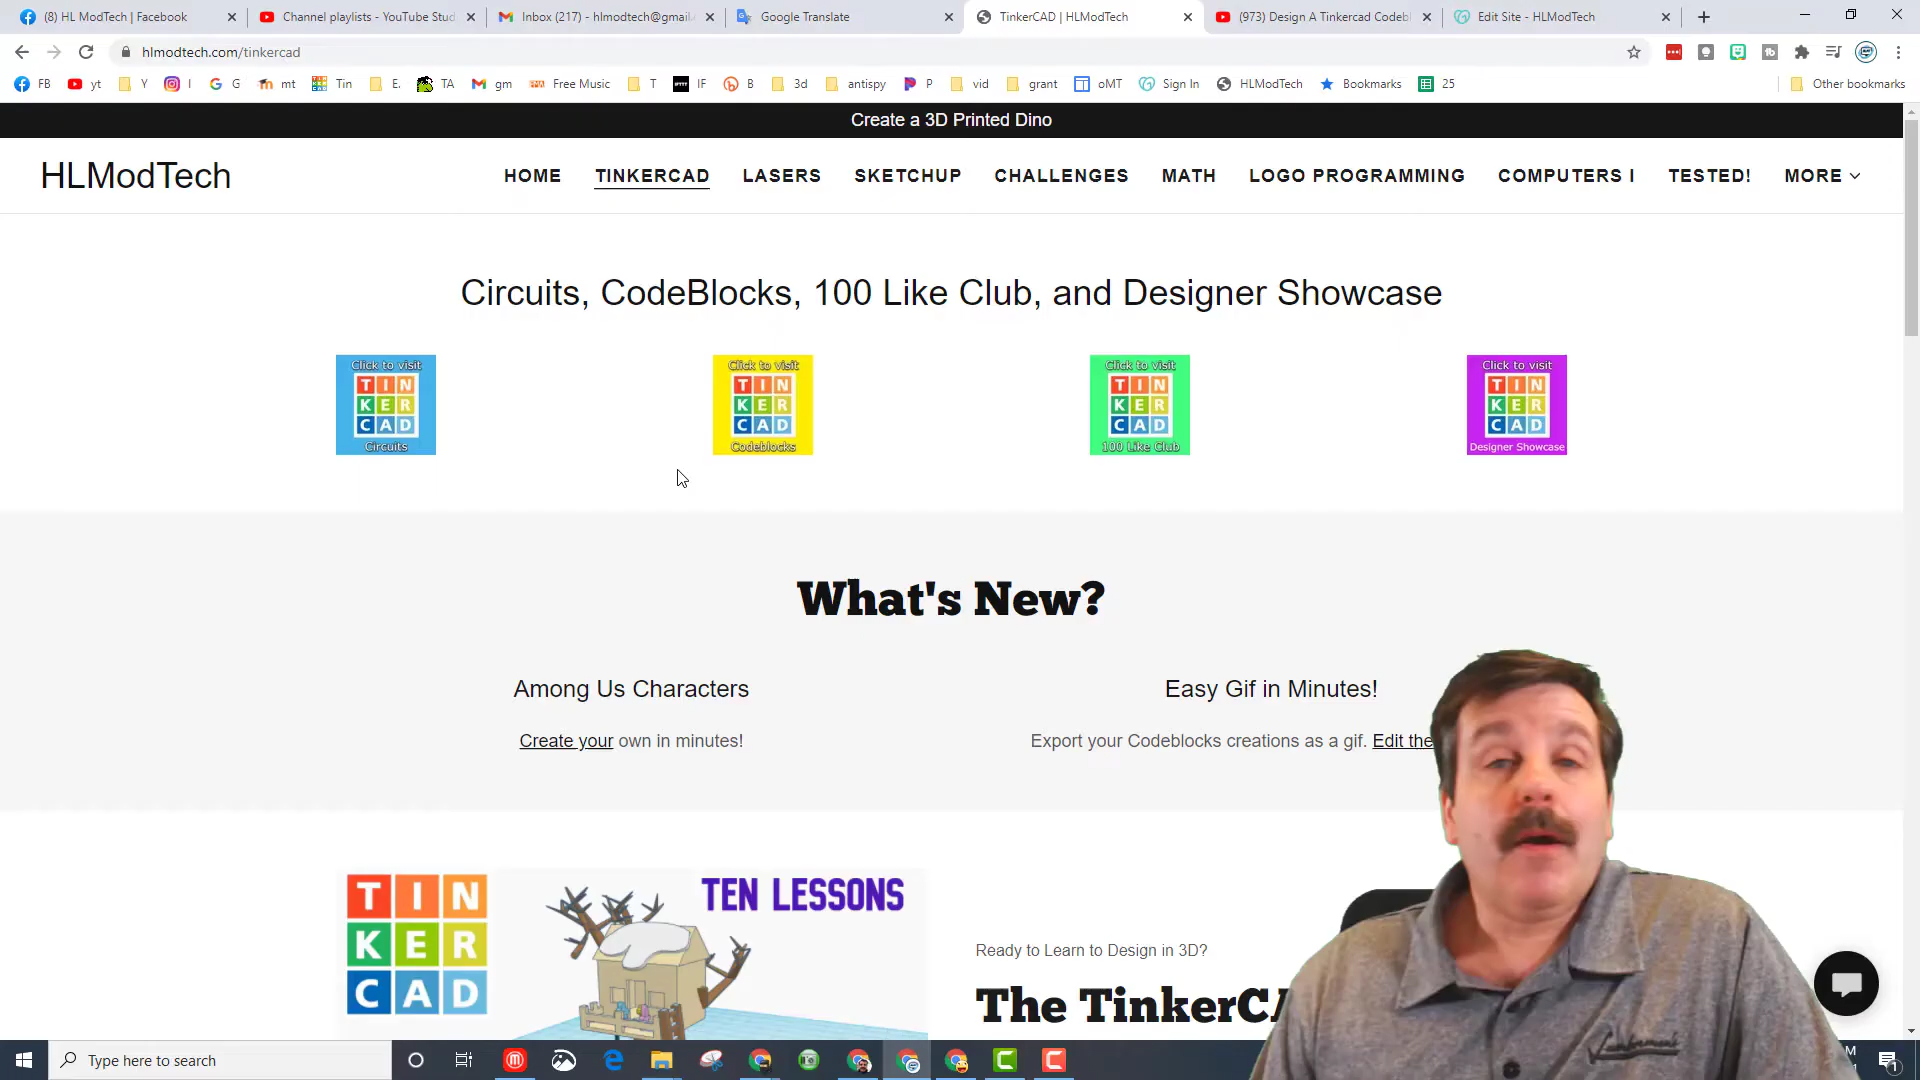 (8) HL ModTech | Facebook
Channel playlists - YouTube Stud
Inbox (217) - hlmodtech@gmail
Google Translate
TinkerCAD | HLModTech
(973) Design A Tinkercad Codebl
Edit Site - HLModTech
hlmodtech.com/tinkercad
FB
yt
Y
I
G
mt
Tin
E.
TA
gm
Free Music
T
IF
B
3d
antispy
P
vid
grant
oMT
Sign In
HLModTech
Bookmarks
25
Other bookmarks
Create a 3D Printed Dino
HLModTech
HOME
TINKERCAD
LASERS
SKETCHUP
CHALLENGES
MATH
LOGO PROGRAMMING
COMPUTERS I
TESTED!
MORE
Circuits, CodeBlocks, 100 Like Club, and Designer Showcase
Click to visit
TIN
KER
CAD
Circuits
Click to visit
TIN
KER
CAD
Codeblocks
Click to visit
TIN
KER
CAD
100 Like Club
Click to visit
TIN
KER
CAD
Designer Showcase
What's New?
Among Us Characters
Create your own in minutes!
Easy Gif in Minutes!
Export your Codeblocks creations as a gif. Edit the
TIN
KER
CAD
TEN LESSONS
Ready to Learn to Design in 3D?
The TinkerCA
Type here to search